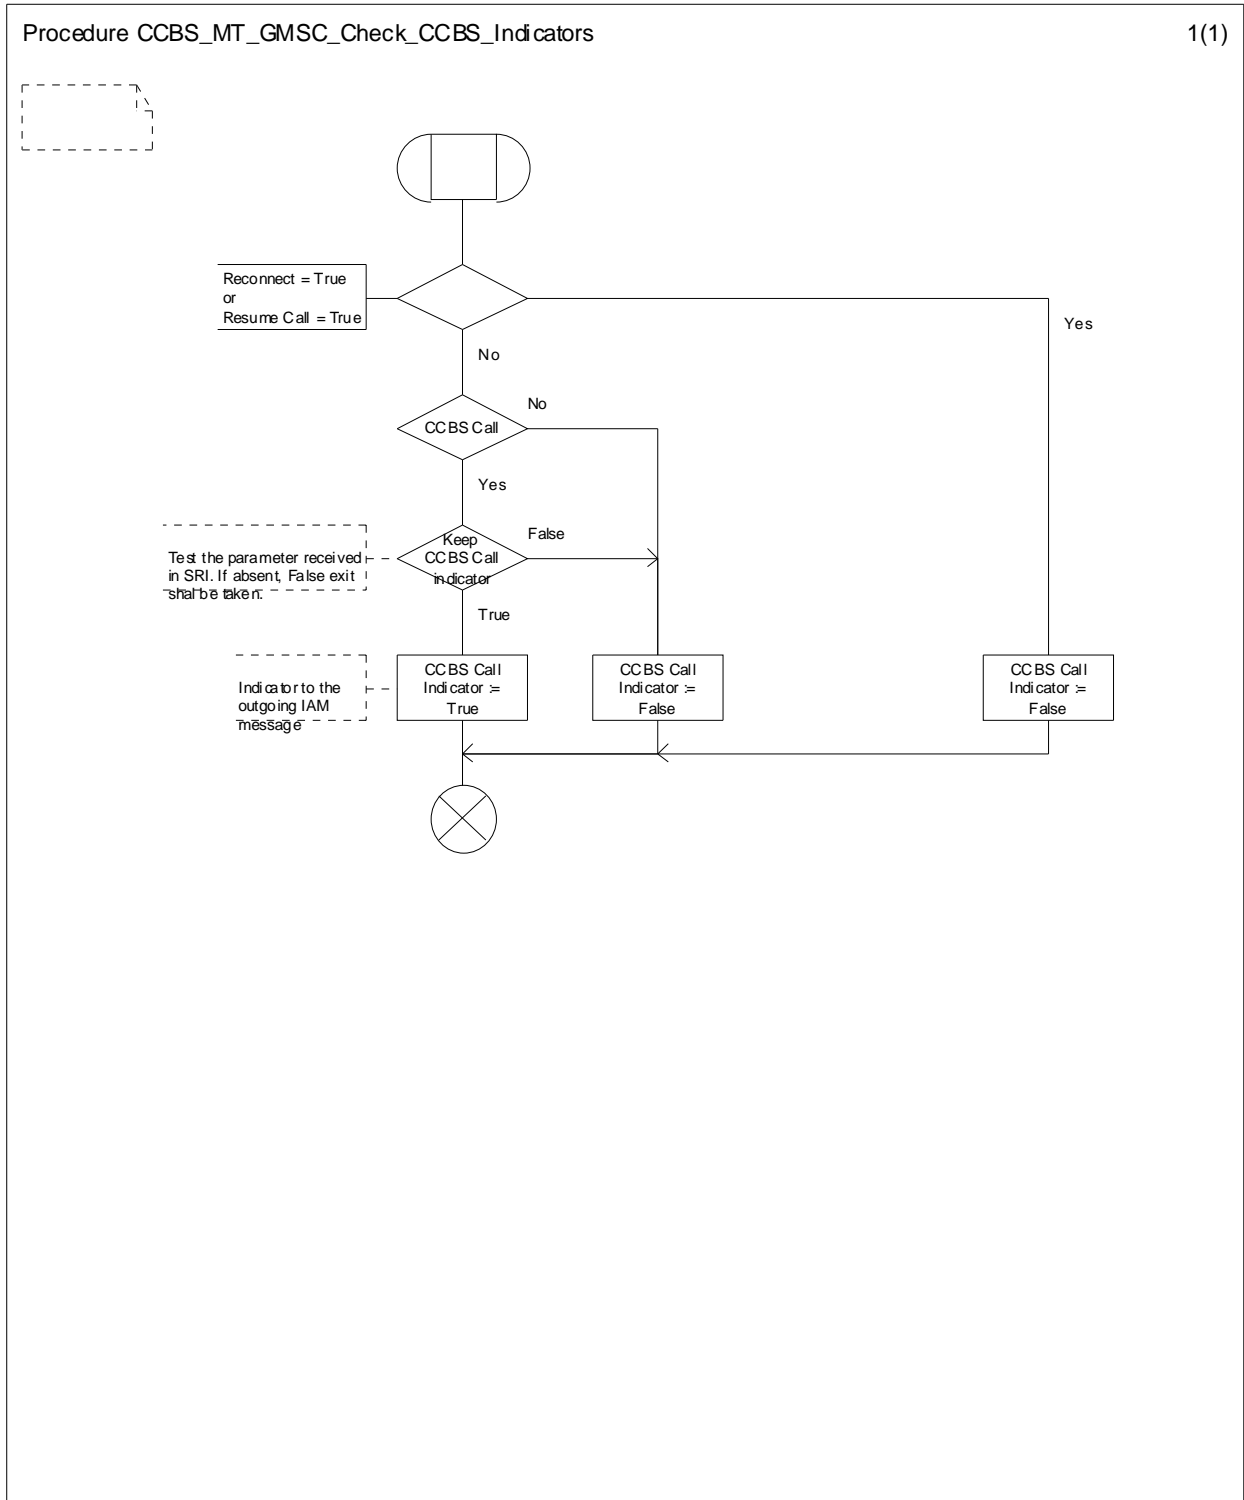 Procedure CCBS_MT_GMSC_Check_CCBS_Indicators
1(1)
Reconnect = True
or
Resume Call = True
Yes
No
No
CCBS Call
Yes
False
Keep
CCBS Call
indicator
Test the parameter received
in SRI. If absent, False exit
shal be taken.
True
CCBS Call
Indicator :=
True
CCBS Call
Indicator :=
False
CCBS Call
Indicator :=
False
Indicator to the
outgoing IAM
message